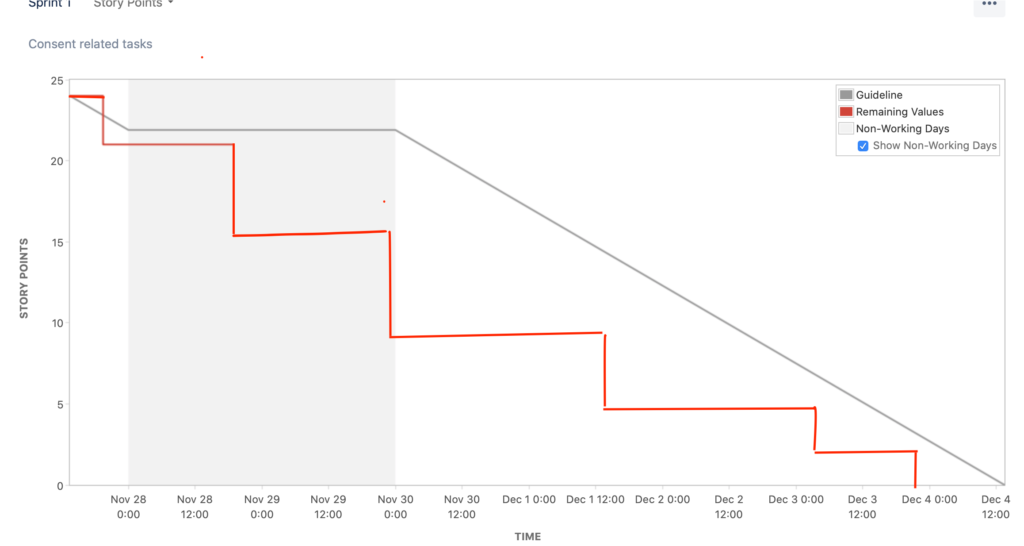 Sprint 1 Story Points
Consent related tasks
25
20
15
10
5
0
STORY POINTS
Guideline
Remaining Values
Non-Working Days
Show Non-Working Days
Nov 28 Nov 28 Nov 29 Nov 29 Nov 30 Nov 30 Dec 1 0:00 Dec 1 12:00 Dec 2 0:00 Dec 2 Dec 3 0:00 Dec 3 Dec 4 0:00 Dec 4
0:00 12:00 0:00 12:00 0:00 12:00 12:00 12:00 12:00
TIME